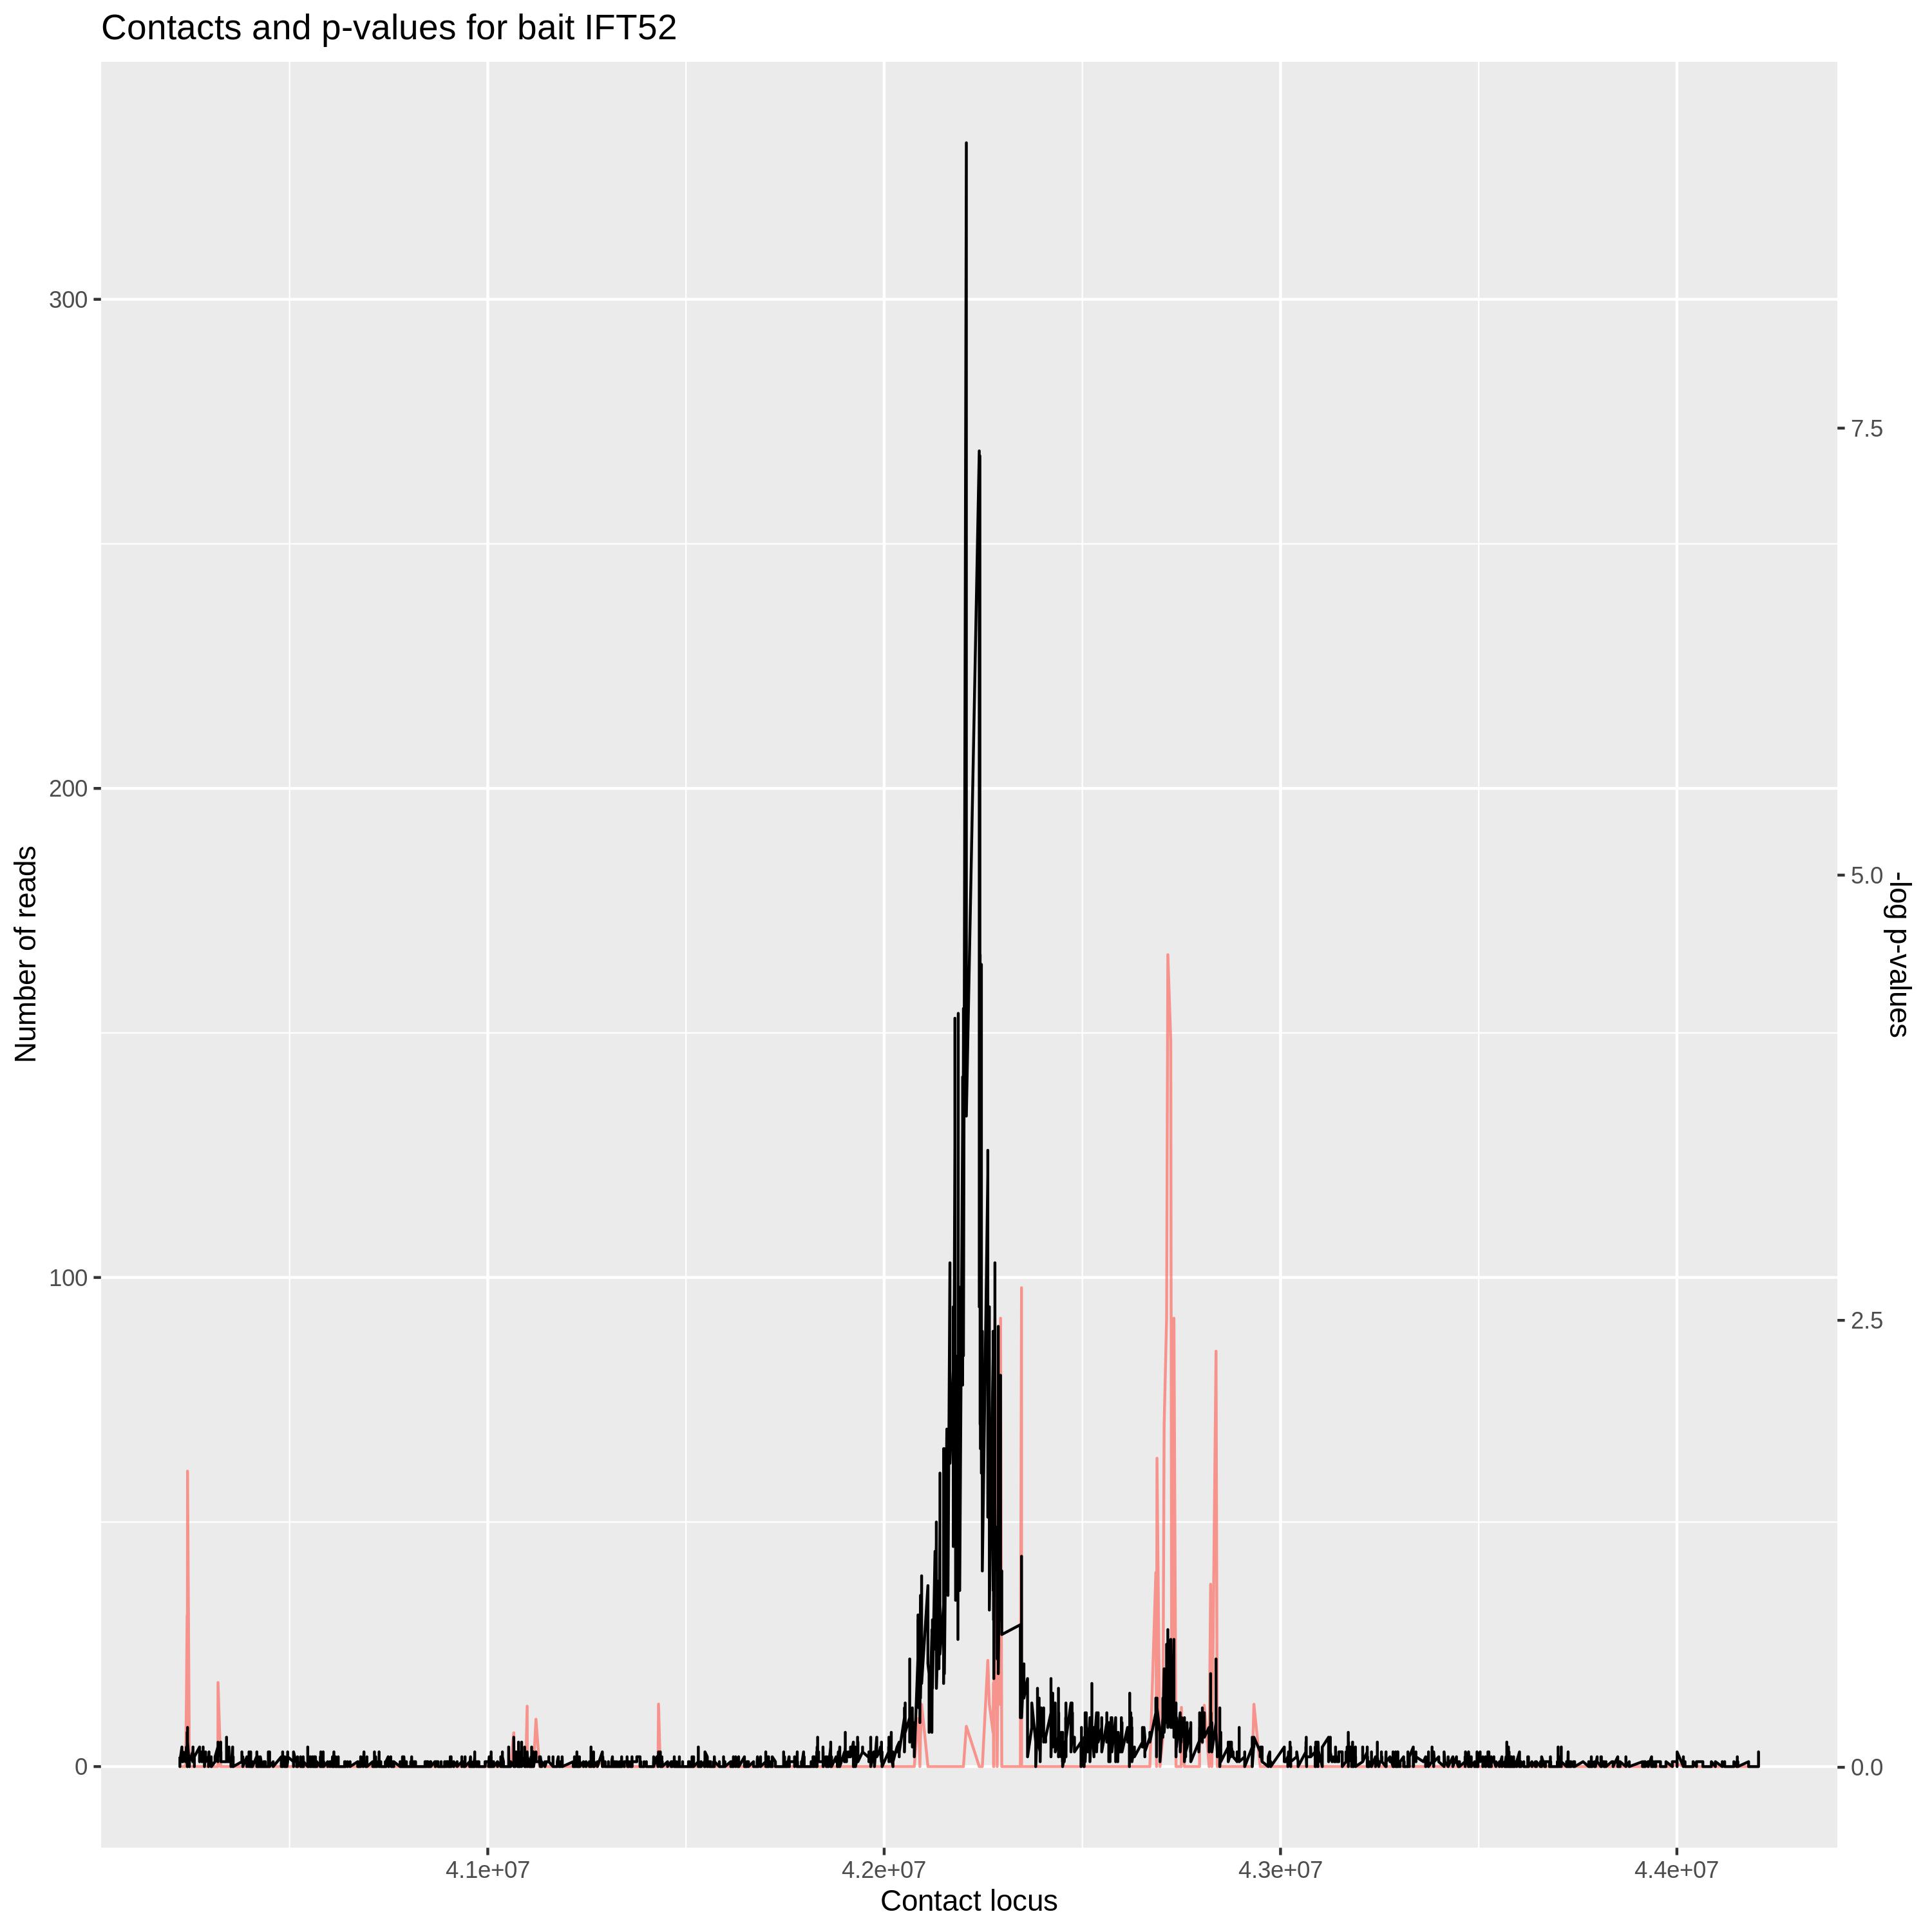 Contacts and p-values for bait IFT52
300
200
100
0
Number of reads
7.5
5.0
2.5
0.0
-log p-values
4.1e+07
4.2e+07
4.3e+07
4.4e+07
Contact locus